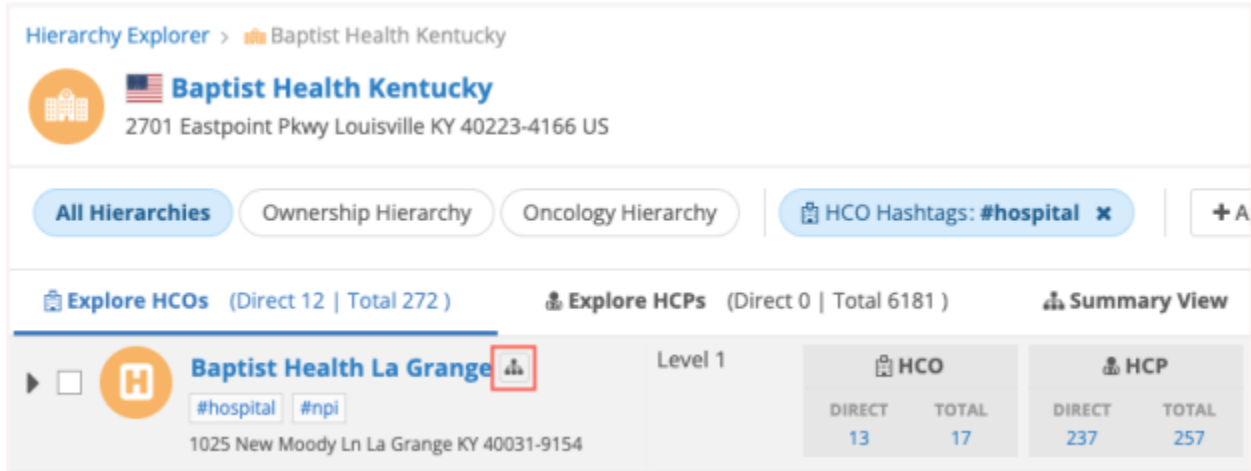 Hierarchy Explorer > Baptist Health Kentucky
Baptist Health Kentucky
2701 Eastpoint Pkwy Louisville KY 40223-4166 US
All Hierarchies Ownership Hierarchy Oncology Hierarchy HCO Hashtags: #hospital × + A
Explore HCOs (Direct 12 | Total 272 ) Explore HCPs (Direct 0 | Total 6181 ) Summary View
Baptist Health La Grange Level 1 HCO HCP
H
#hospital #npi DIRECT TOTAL DIRECT TOTAL
1025 New Moody Ln La Grange KY 40031-9154 13 17 237 257